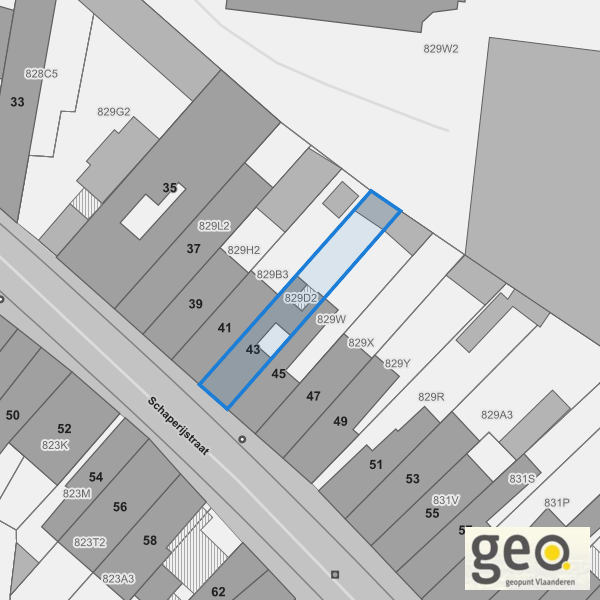 829W2
828C5
33
829G2
35
829L2
37
829H2
829B3
829D2
39
829W
41
829X
43
829Y
45
47
829R
50
49
829A3
52
Schaperijstraat
823K
51
54
53
831S
823M
831V
831P
56
55
823T2
58
geo
geopunt Vlaanderen
823A3
62